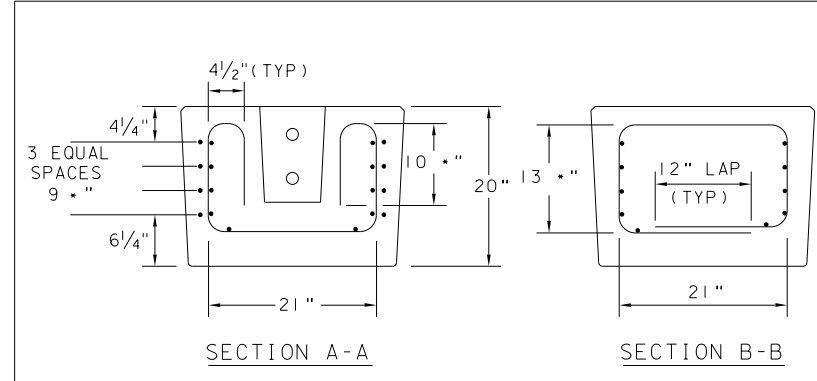 4 1/2" (TYP)
4 1/4"
3 EQUAL
SPACES
9 * "
6 1/4"
10 * "
20"
21"
SECTION A-A
13 * "
12" LAP
(TYP)
21"
SECTION B-B